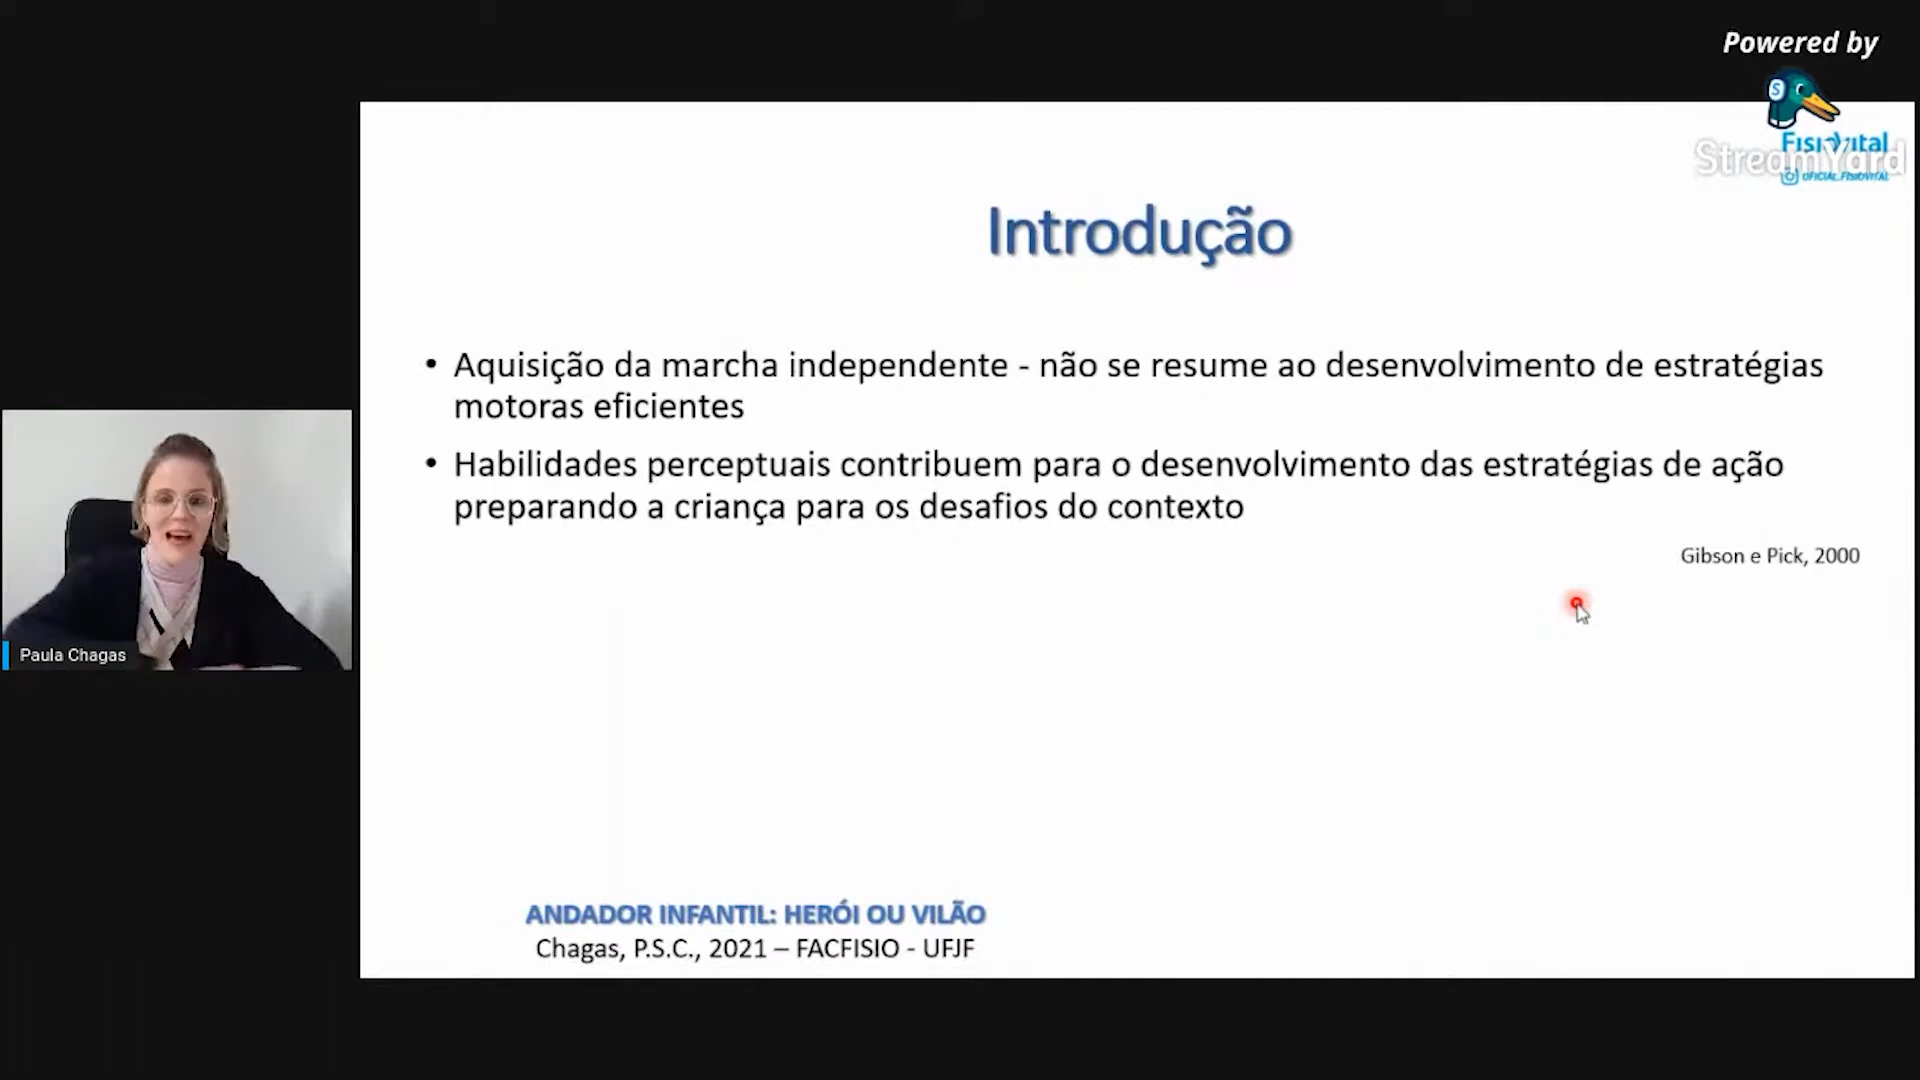 Powered by
StreamYard
FisioVital
OFICIAL.FISIOVITAL
Introdução
• Aquisição da marcha independente - não se resume ao desenvolvimento de estratégias
motoras eficientes
• Habilidades perceptuais contribuem para o desenvolvimento das estratégias de ação
preparando a criança para os desafios do contexto
Gibson e Pick, 2000
Paula Chagas
ANDADOR INFANTIL: HERÓI OU VILÃO
Chagas, P.S.C., 2021 – FACFISIO - UFJF